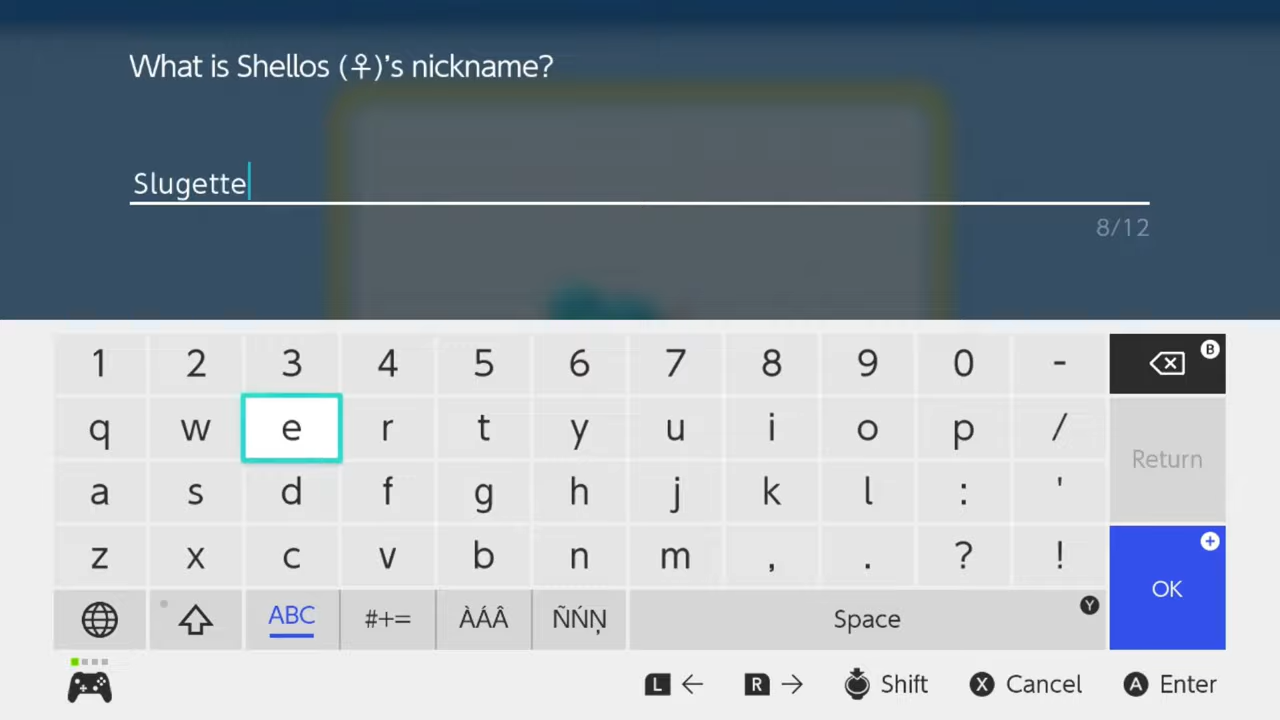 What is Shellos (♀)'s nickname?
Slugette
8/12
1 2 3 4 5 6 7 8 9 0 - B
q w e r t y u i o p / Return
a s d f g h j k l : '
z x c v b n m , . ? ! + OK
ABC #+= ÀÁÂ ÑŃŅ Space Y
L ← R → Shift X Cancel A Enter